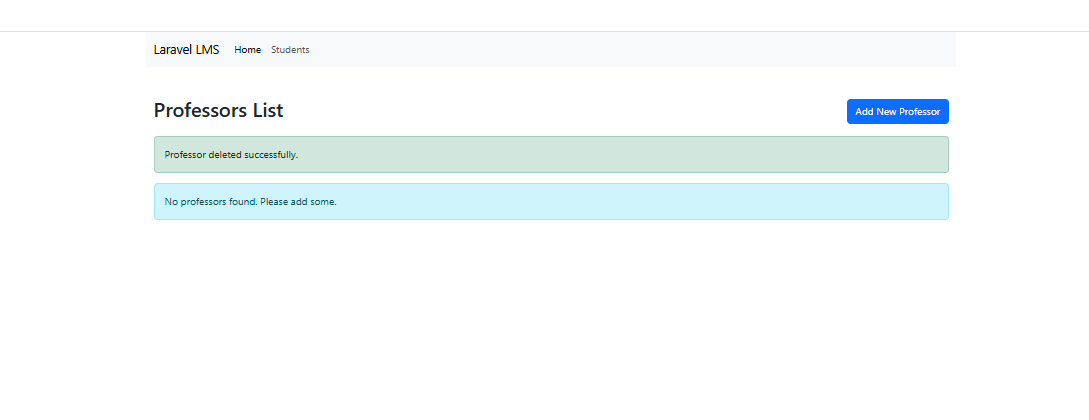 Laravel LMS Home Students
Professors List
Add New Professor
Professor deleted successfully.
No professors found. Please add some.